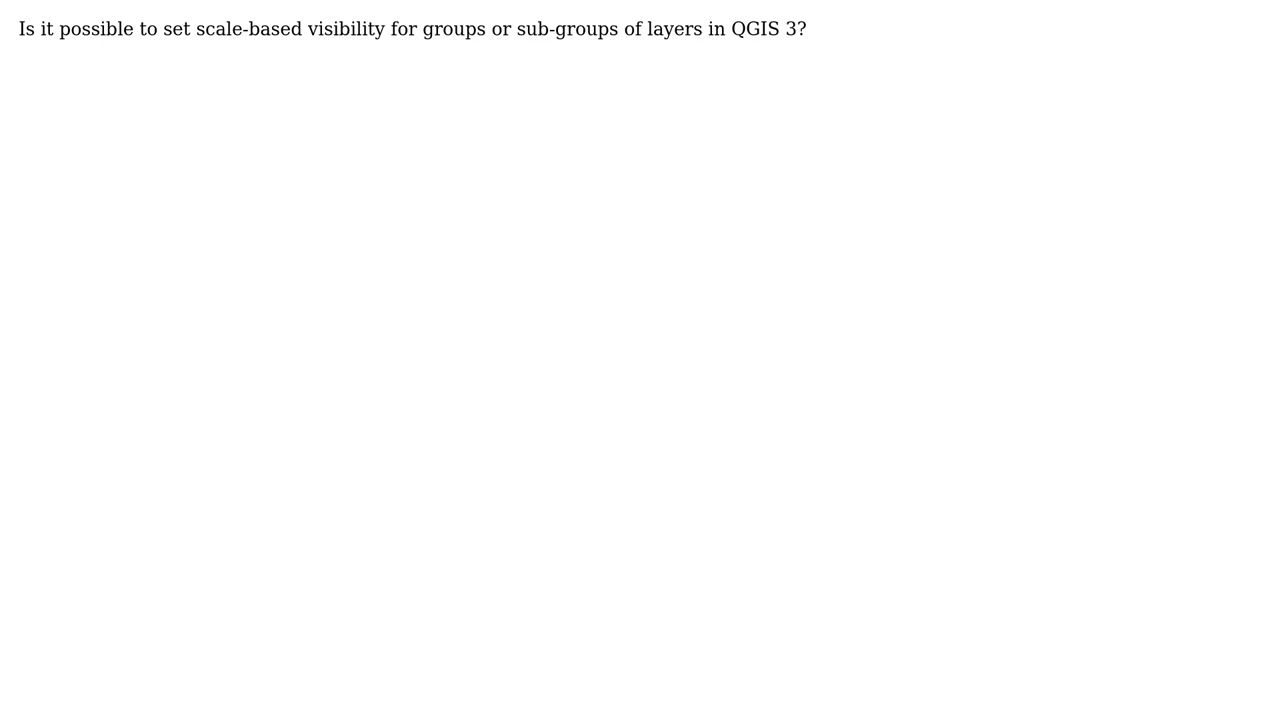 Is it possible to set scale-based visibility for groups or sub-groups of layers in QGIS 3?